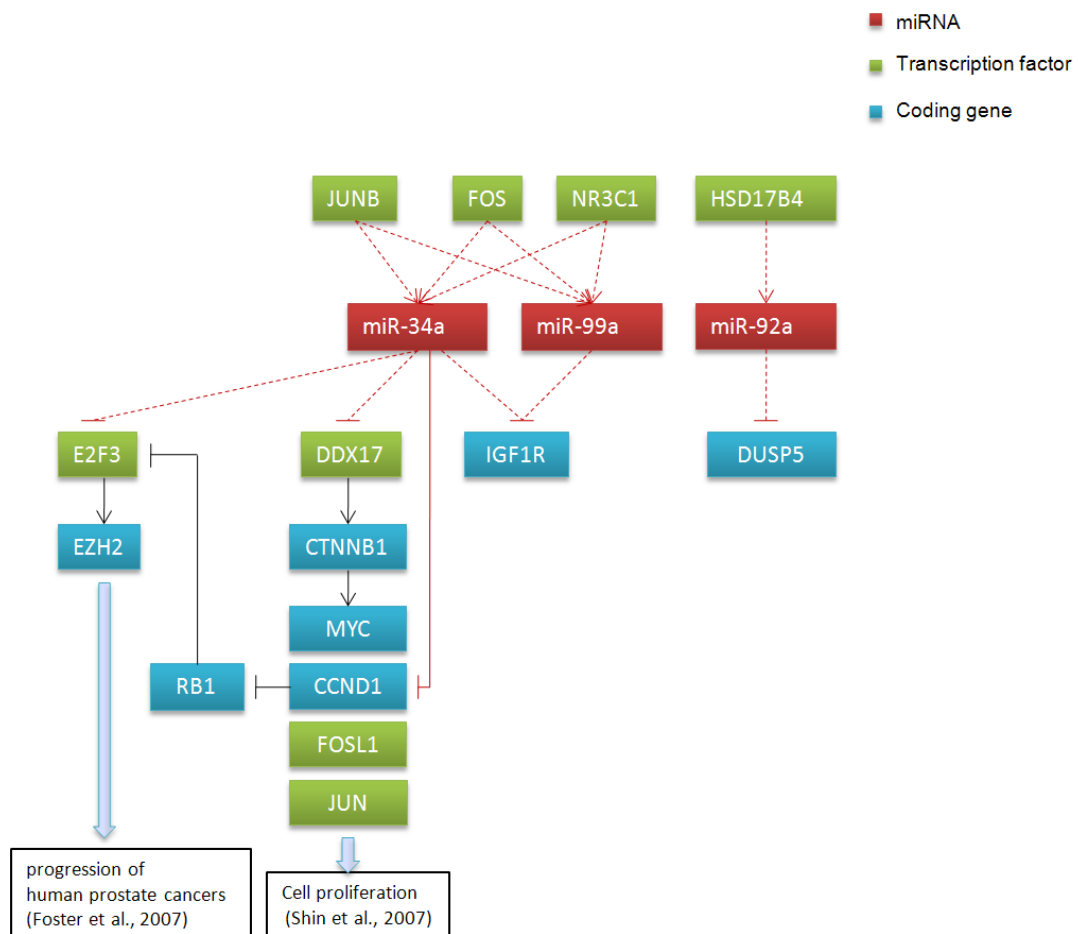 miRNA
Transcription factor
Coding gene
JUNB
FOS
NR3C1
HSD17B4
miR-34a
miR-99a
miR-92a
E2F3
DDX17
IGF1R
DUSP5
EZH2
CTNNB1
MYC
RB1
CCND1
FOSL1
JUN
progression of
human prostate cancers
(Foster et al., 2007)
Cell proliferation
(Shin et al., 2007)